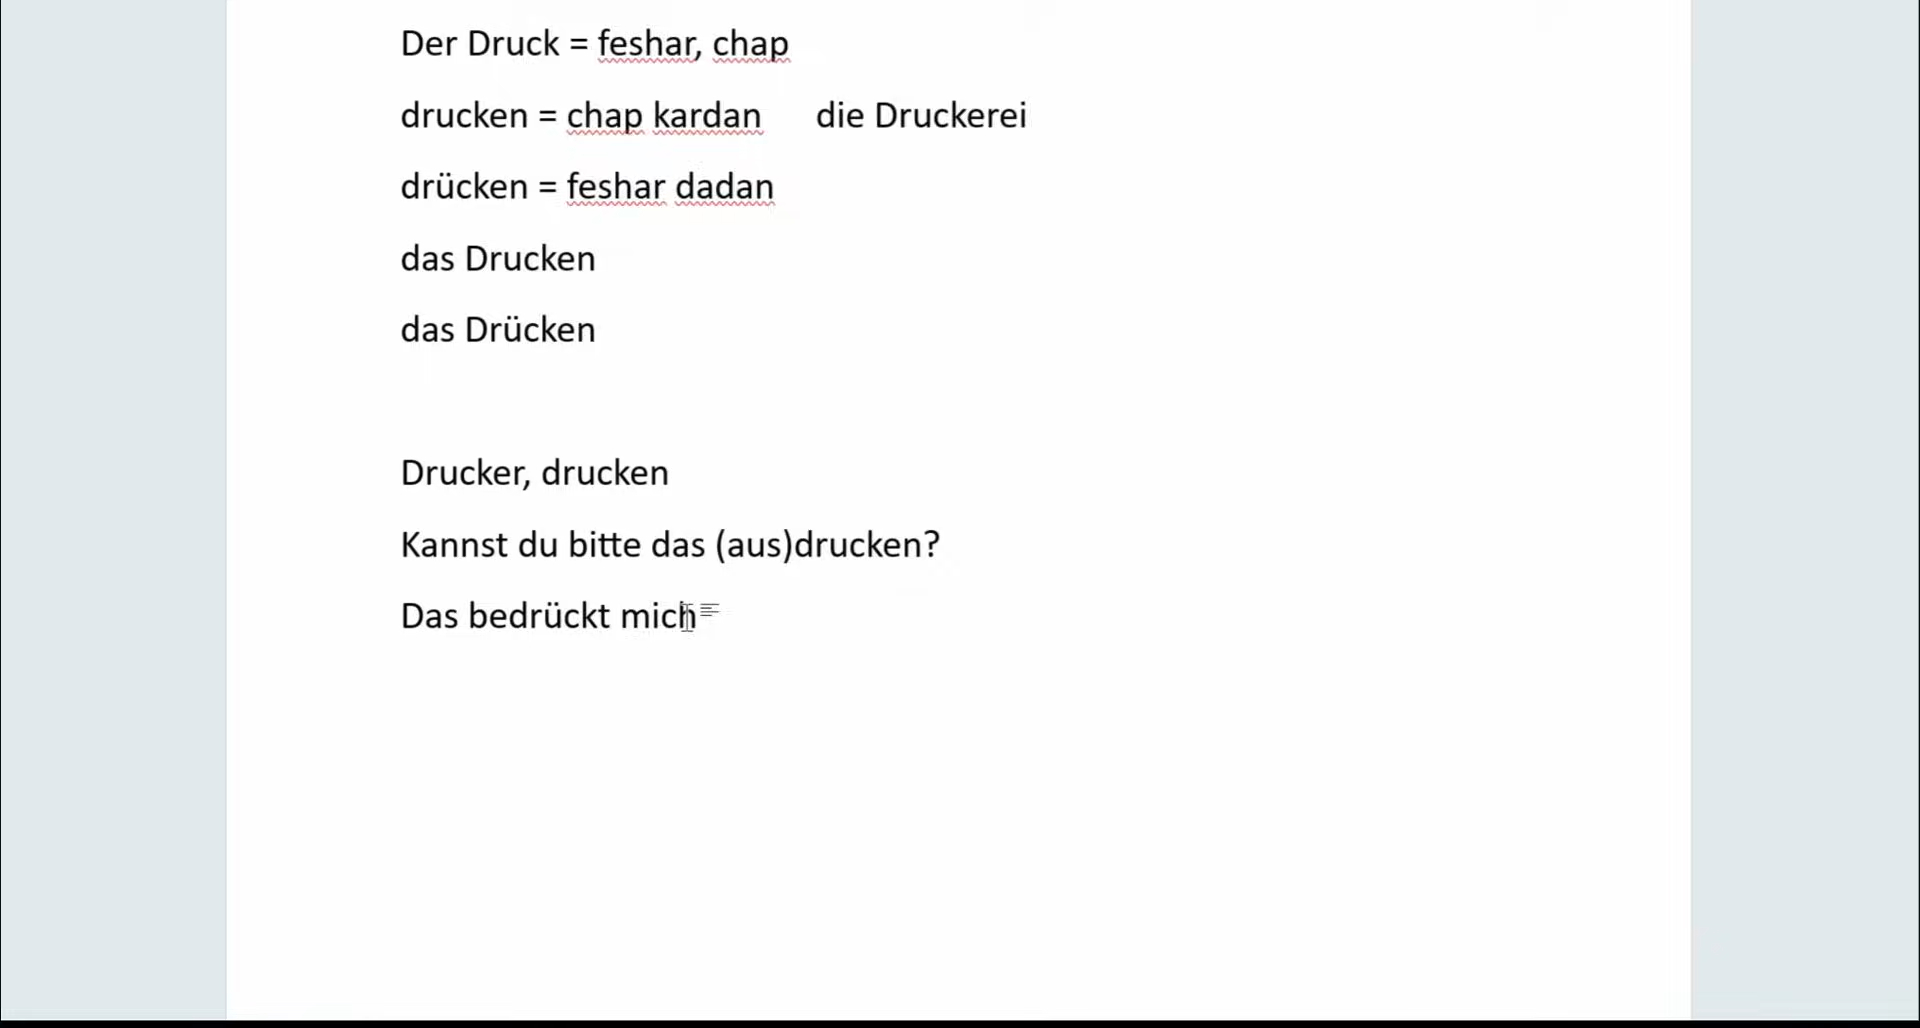 Der Druck = feshar, chap
drucken = chap kardan die Druckerei
drücken = feshar dadan
das Drucken
das Drücken
Drucker, drucken
Kannst du bitte das (aus)drucken?
Das bedrückt mich